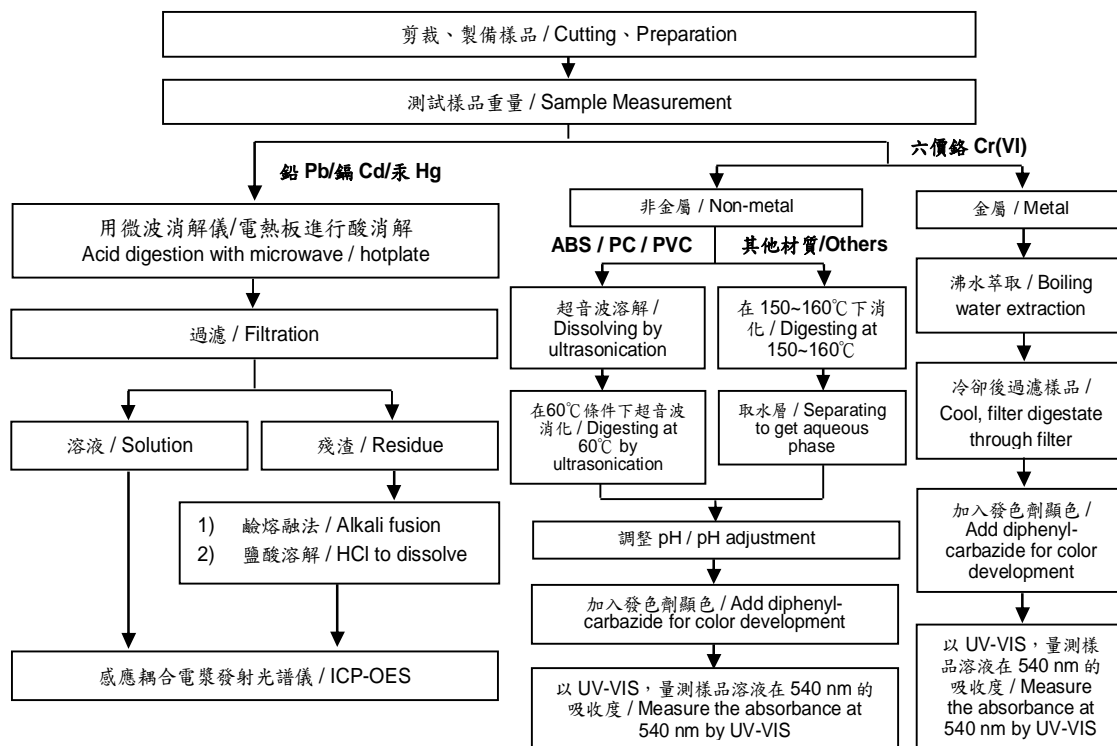 剪裁、製備樣品 / Cutting、Preparation
測試樣品重量 / Sample Measurement
鉛 Pb/鎘 Cd/汞 Hg
用微波消解儀/電熱板進行酸消解
Acid digestion with microwave / hotplate
過濾 / Filtration
溶液 / Solution
殘渣 / Residue
1) 鹼熔融法 / Alkali fusion
2) 鹽酸溶解 / HCl to dissolve
感應耦合電漿發射光譜儀 / ICP-OES
六價鉻 Cr(VI)
非金屬 / Non-metal
ABS / PC / PVC
超音波溶解 /
Dissolving by
ultrasonication
在60℃條件下超音波
消化 / Digesting at
60℃ by
ultrasonication
其他材質/Others
在 150~160℃下消
化 / Digesting at
150~160℃
取水層 / Separating
to get aqueous
phase
調整 pH / pH adjustment
加入發色劑顯色 / Add diphenyl-
carbazide for color development
以 UV-VIS，量測樣品溶液在 540 nm 的
吸收度 / Measure the absorbance at
540 nm by UV-VIS
金屬 / Metal
沸水萃取 / Boiling
water extraction
冷卻後過濾樣品 /
Cool, filter digestate
through filter
加入發色劑顯色 /
Add diphenyl-
carbazide for color
development
以 UV-VIS，量測樣
品溶液在 540 nm 的
吸收度 / Measure
the absorbance at
540 nm by UV-VIS